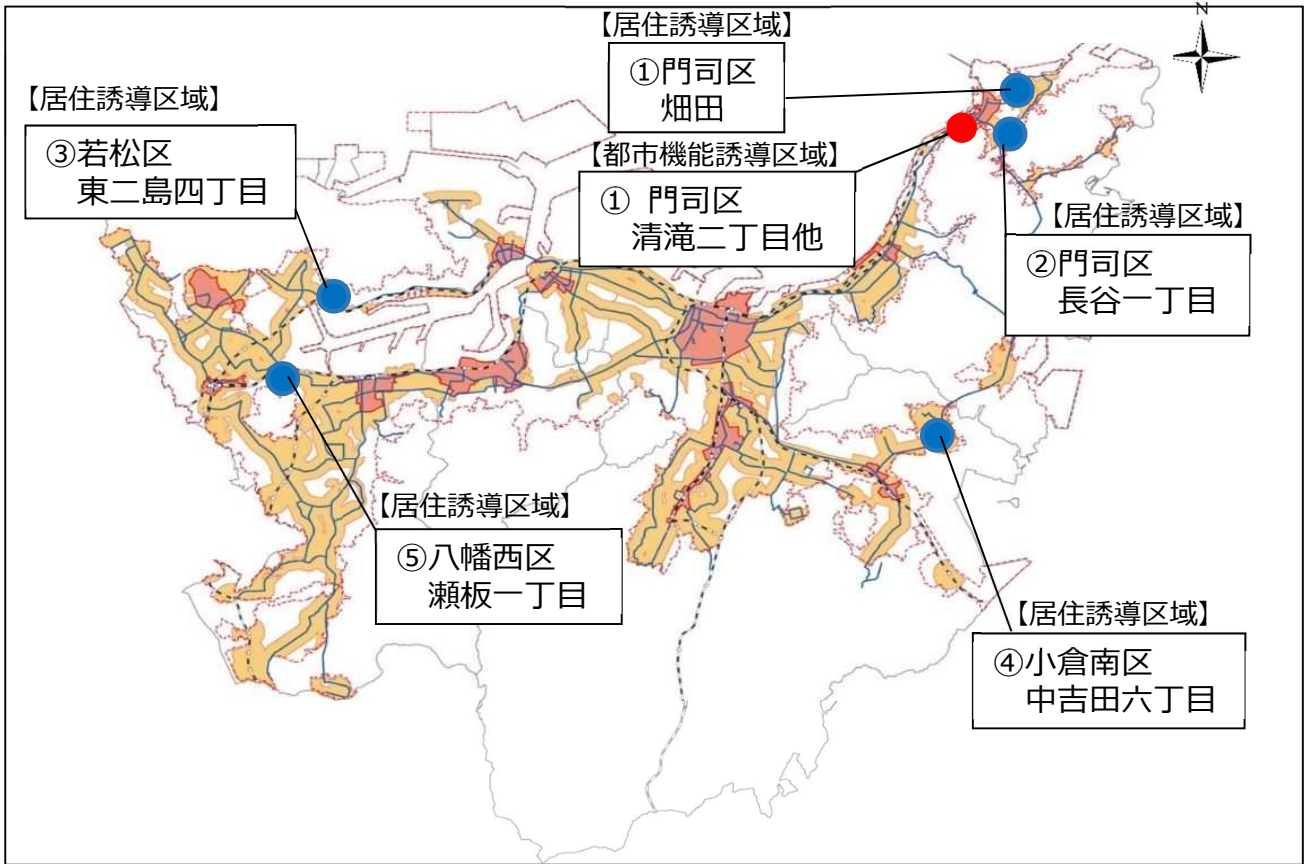 N
【居住誘導区域】
①門司区
畑田
【居住誘導区域】
③若松区
東二島四丁目
【都市機能誘導区域】
① 門司区
清滝二丁目他
【居住誘導区域】
②門司区
長谷一丁目
【居住誘導区域】
⑤八幡西区
瀬板一丁目
【居住誘導区域】
④小倉南区
中吉田六丁目